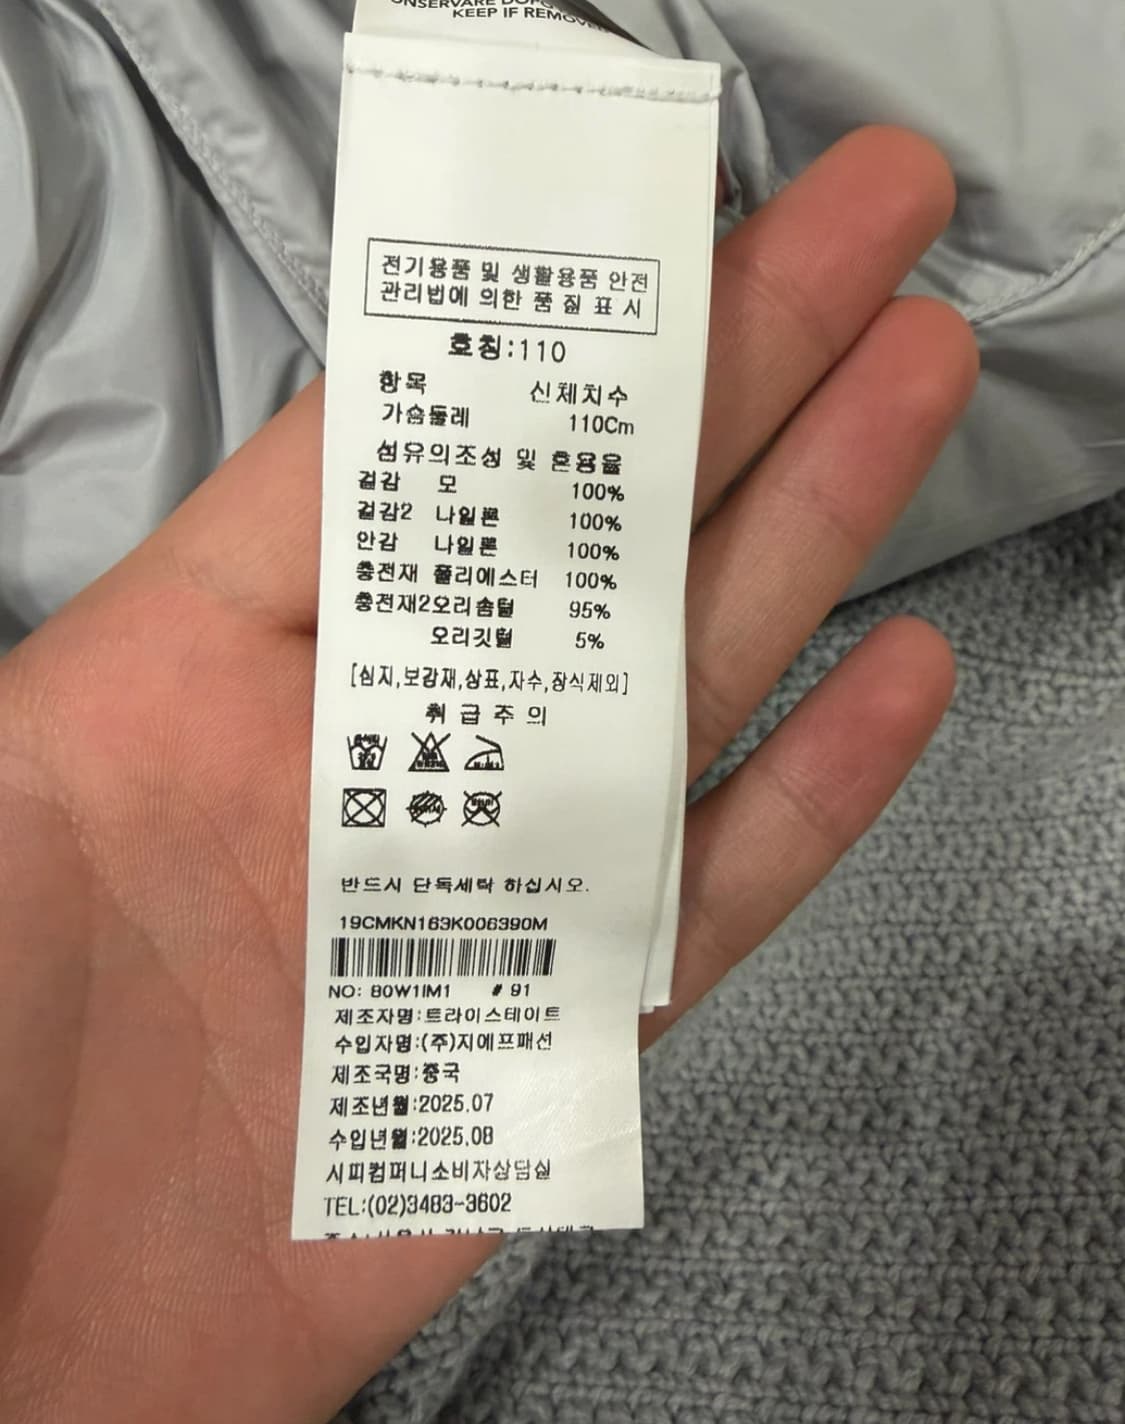 KEEP IF REMOVED
전기용품 및 생활용품 안전
관리법에 의한 품질표시
호칭:110
항목 신체치수
가슴둘레 110Cm
섬유의조성 및 혼용율
겉감 모 100%
겉감2 나일론 100%
안감 나일론 100%
충전재 폴리에스터 100%
충전재2오리솜털 95%
오리깃털 5%
[심지,보강재,상표,자수,장식제외]
취급주의
반드시 단독세탁 하십시오.
19CMKN163K006390M
NO: 80W1IM1 # 91
제조자명:트라이스테이트
수입자명:(주)지에프패션
제조국명:중국
제조년월:2025.07
수입년월:2025.08
시피컴퍼니소비자상담실
TEL:(02)3483-3602